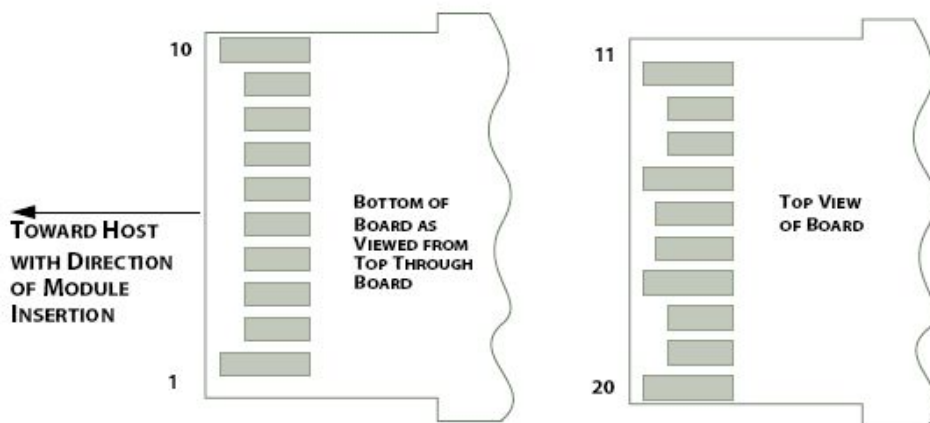 10
1
TOWARD HOST
WITH DIRECTION
OF MODULE
INSERTION
BOTTOM OF
BOARD AS
VIEWED FROM
TOP THROUGH
BOARD
11
20
TOP VIEW
OF BOARD